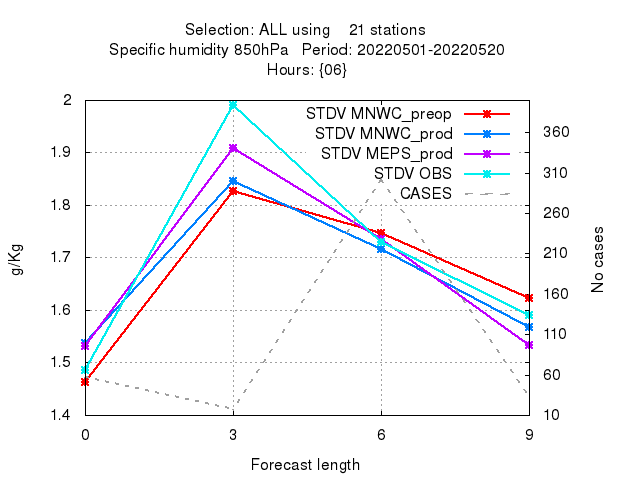 Selection: ALL using    21 stations
Specific humidity 850hPa   Period: 20220501-20220520
Hours: {06}
STDV MNWC_preop
STDV MNWC_prod
STDV MEPS_prod
STDV OBS
CASES
2
1.9
1.8
1.7
1.6
1.5
1.4
g/Kg
360
310
260
210
160
110
60
10
No cases
0 3 6 9
Forecast length